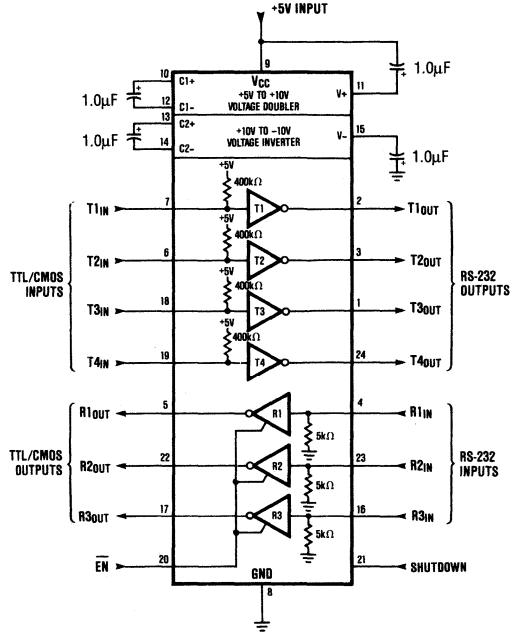 +5V INPUT
9
VCC
+5V TO +10V
VOLTAGE DOUBLER
10 C1+
1.0µF
12 C1-
V+ 11
1.0µF
13 C2+
1.0µF
14 C2-
+10V TO -10V
VOLTAGE INVERTER
V- 15
1.0µF
+5V
400kΩ
T1IN 7 T1 2 T1OUT
+5V
400kΩ
T2IN 6 T2 3 T2OUT
+5V
400kΩ
T3IN 18 T3 1 T3OUT
+5V
400kΩ
T4IN 19 T4 24 T4OUT
TTL/CMOS
INPUTS
RS-232
OUTPUTS
R1OUT 5 R1 4 R1IN
5kΩ
R2OUT 22 R2 23 R2IN
5kΩ
R3OUT 17 R3 16 R3IN
5kΩ
TTL/CMOS
OUTPUTS
RS-232
INPUTS
E̅N̅ 20
21 SHUTDOWN
GND
8